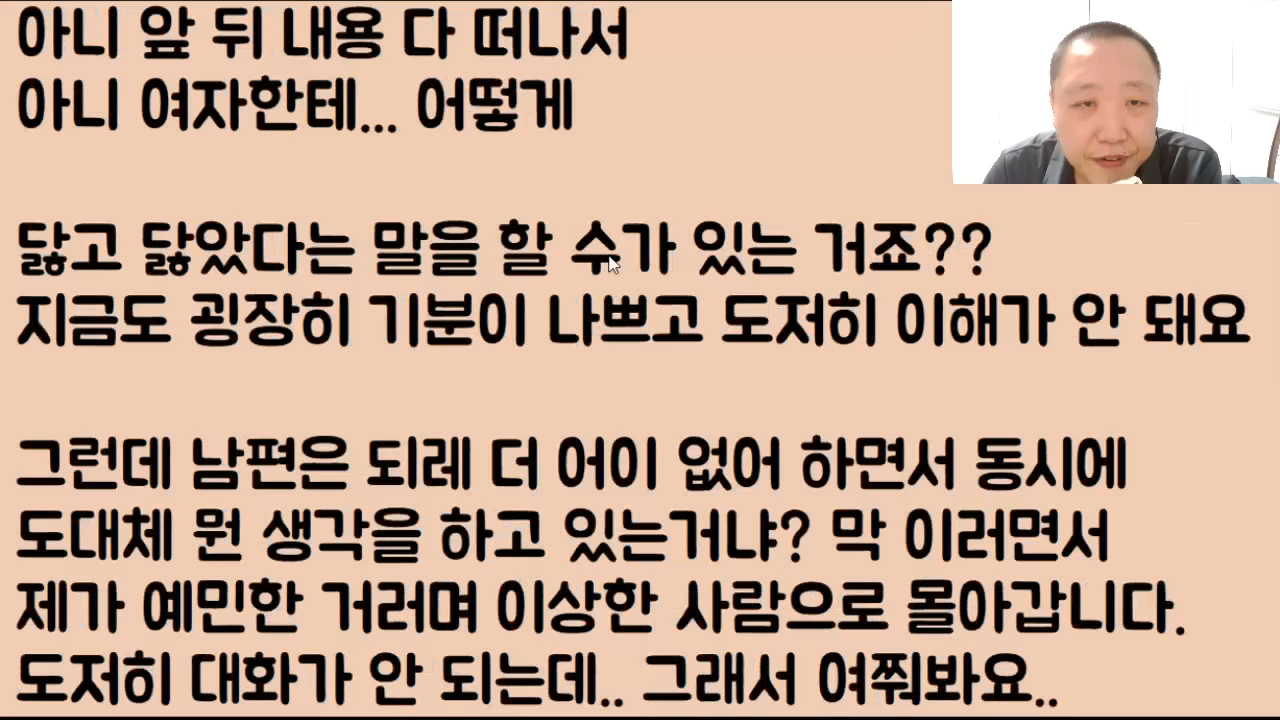 아니 앞 뒤 내용 다 떠나서
아니 여자한테... 어떻게
닳고 닳았다는 말을 할 수가 있는 거죠??
지금도 굉장히 기분이 나쁘고 도저히 이해가 안 돼요
그런데 남편은 되레 더 어이 없어 하면서 동시에
도대체 뭔 생각을 하고 있는거냐? 막 이러면서
제가 예민한 거러며 이상한 사람으로 몰아갑니다.
도저히 대화가 안 되는데.. 그래서 여쭤봐요..